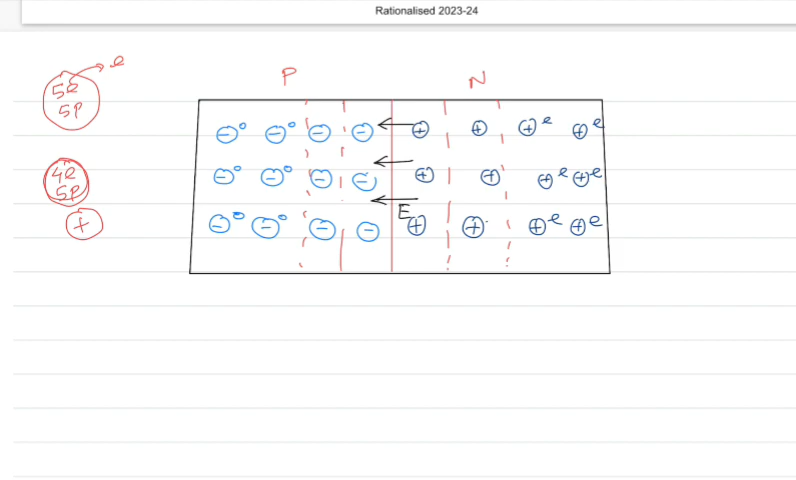 Rationalised 2023-24
P N
e
5e
5p
4e
5p
+
⊖° ⊖° ⊖ ⊖ ⊕ ⊕ ⊕e ⊕e
⊖° ⊖° ⊖ ⊖ ⊕ ⊕ ⊕e ⊕e
E
⊖° ⊖° ⊖ ⊖ ⊕ ⊕ ⊕e ⊕e